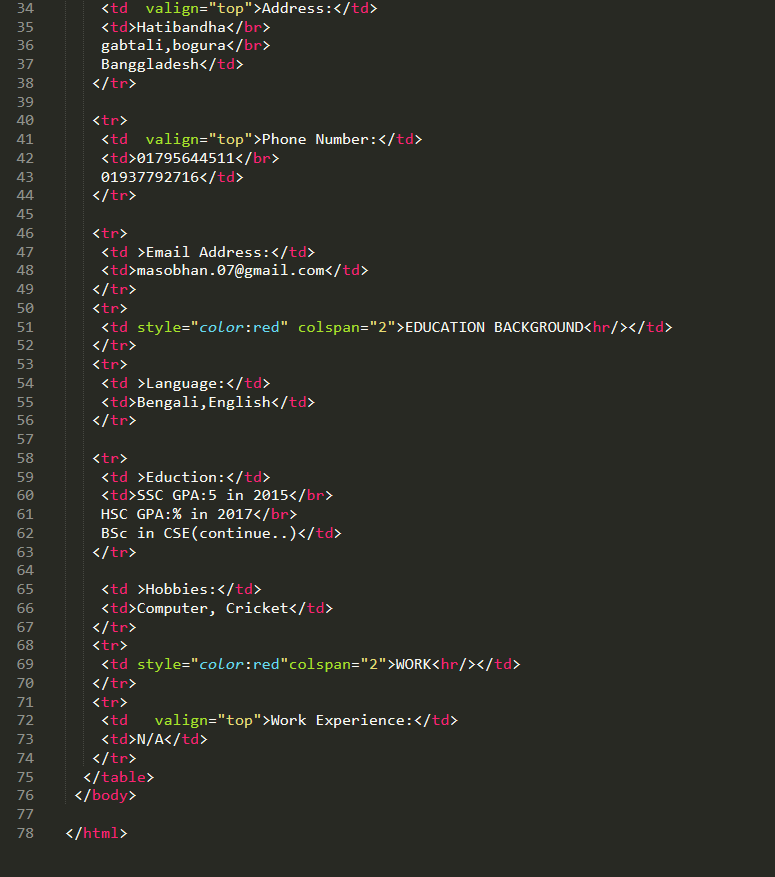 34 <td  valign="top">Address:</td>
35 <td>Hatibandha</br>
36 gabtali,bogura</br>
37 Banggladesh</td>
38 </tr>
39
40 <tr>
41 <td  valign="top">Phone Number:</td>
42 <td>01795644511</br>
43 01937792716</td>
44 </tr>
45
46 <tr>
47 <td >Email Address:</td>
48 <td>masobhan.07@gmail.com</td>
49 </tr>
50 <tr>
51 <td style="color:red" colspan="2">EDUCATION BACKGROUND<hr/></td>
52 </tr>
53 <tr>
54 <td >Language:</td>
55 <td>Bengali,English</td>
56 </tr>
57
58 <tr>
59 <td >Eduction:</td>
60 <td>SSC GPA:5 in 2015</br>
61 HSC GPA:% in 2017</br>
62 BSc in CSE(continue..)</td>
63 </tr>
64
65 <td >Hobbies:</td>
66 <td>Computer, Cricket</td>
67 </tr>
68 <tr>
69 <td style="color:red"colspan="2">WORK<hr/></td>
70 </tr>
71 <tr>
72 <td   valign="top">Work Experience:</td>
73 <td>N/A</td>
74 </tr>
75 </table>
76 </body>
77
78 </html>